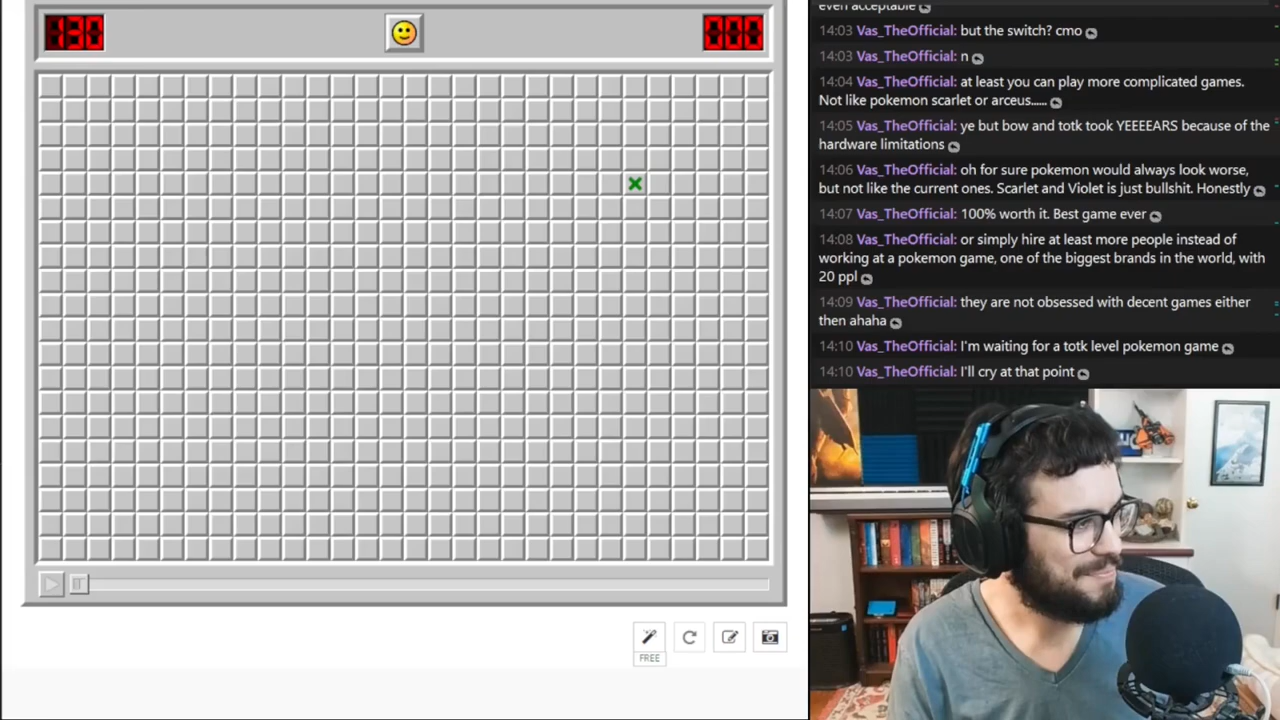 130
000
even acceptable
14:03 Vas_TheOfficial: but the switch? cmo
14:03 Vas_TheOfficial: n
14:04 Vas_TheOfficial: at least you can play more complicated games.
Not like pokemon scarlet or arceus......
14:05 Vas_TheOfficial: ye but bow and totk took YEEEEARS because of the
hardware limitations
14:06 Vas_TheOfficial: oh for sure pokemon would always look worse,
but not like the current ones. Scarlet and Violet is just bullshit. Honestly
14:07 Vas_TheOfficial: 100% worth it. Best game ever
14:08 Vas_TheOfficial: or simply hire at least more people instead of
working at a pokemon game, one of the biggest brands in the world, with
20 ppl
14:09 Vas_TheOfficial: they are not obsessed with decent games either
then ahaha
14:10 Vas_TheOfficial: I'm waiting for a totk level pokemon game
14:10 Vas_TheOfficial: I'll cry at that point
FREE